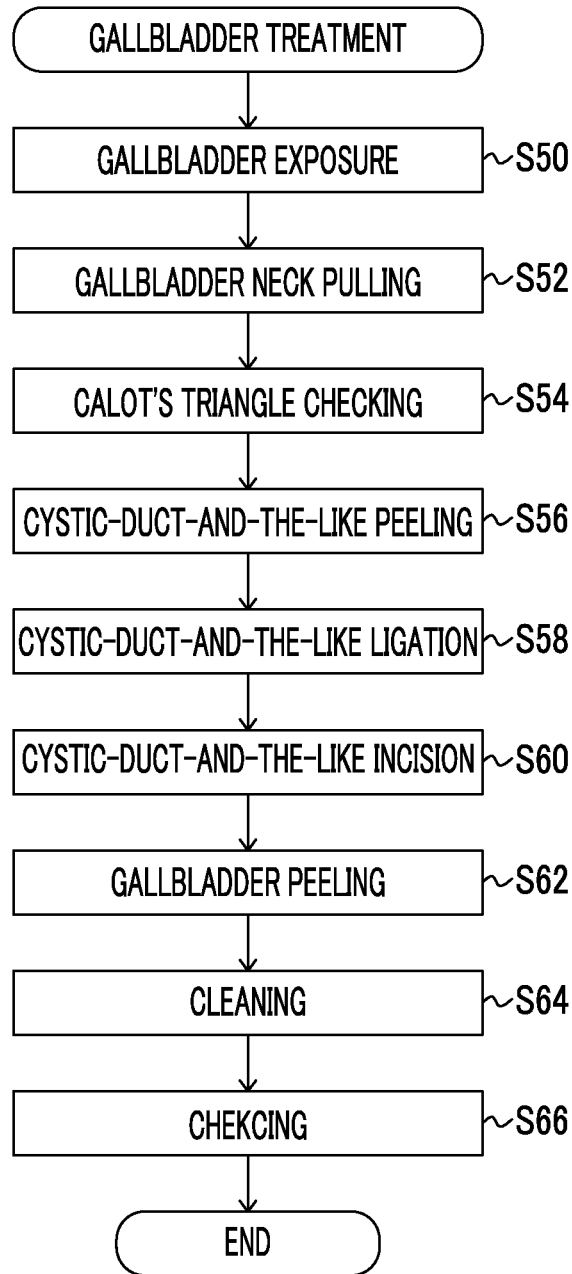 GALLBLADDER TREATMENT
GALLBLADDER EXPOSURE S50
GALLBLADDER NECK PULLING S52
CALOT'S TRIANGLE CHECKING S54
CYSTIC-DUCT-AND-THE-LIKE PEELING S56
CYSTIC-DUCT-AND-THE-LIKE LIGATION S58
CYSTIC-DUCT-AND-THE-LIKE INCISION S60
GALLBLADDER PEELING S62
CLEANING S64
CHEKCING S66
END